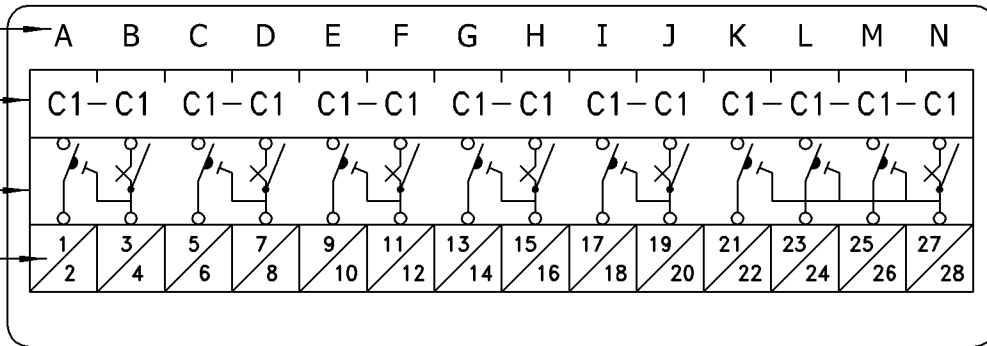 A B C D E F G H I J K L M N
C1-C1 C1-C1 C1-C1 C1-C1 C1-C1 C1-C1-C1-C1
1 3 5 7 9 11 13 15 17 19 21 23 25 27
2 4 6 8 10 12 14 16 18 20 22 24 26 28